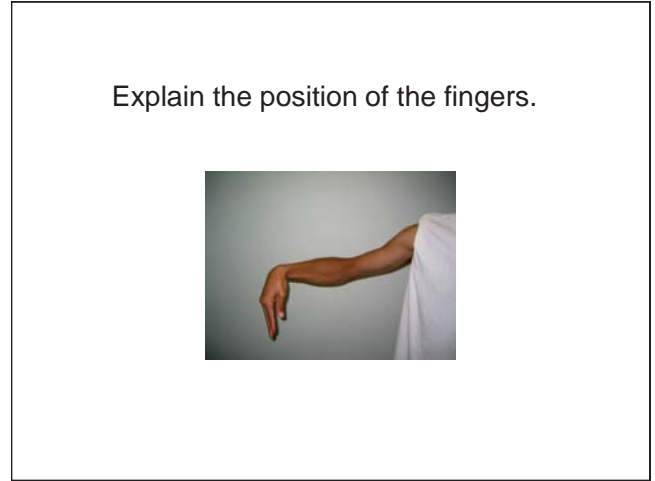 Explain the position of the fingers.